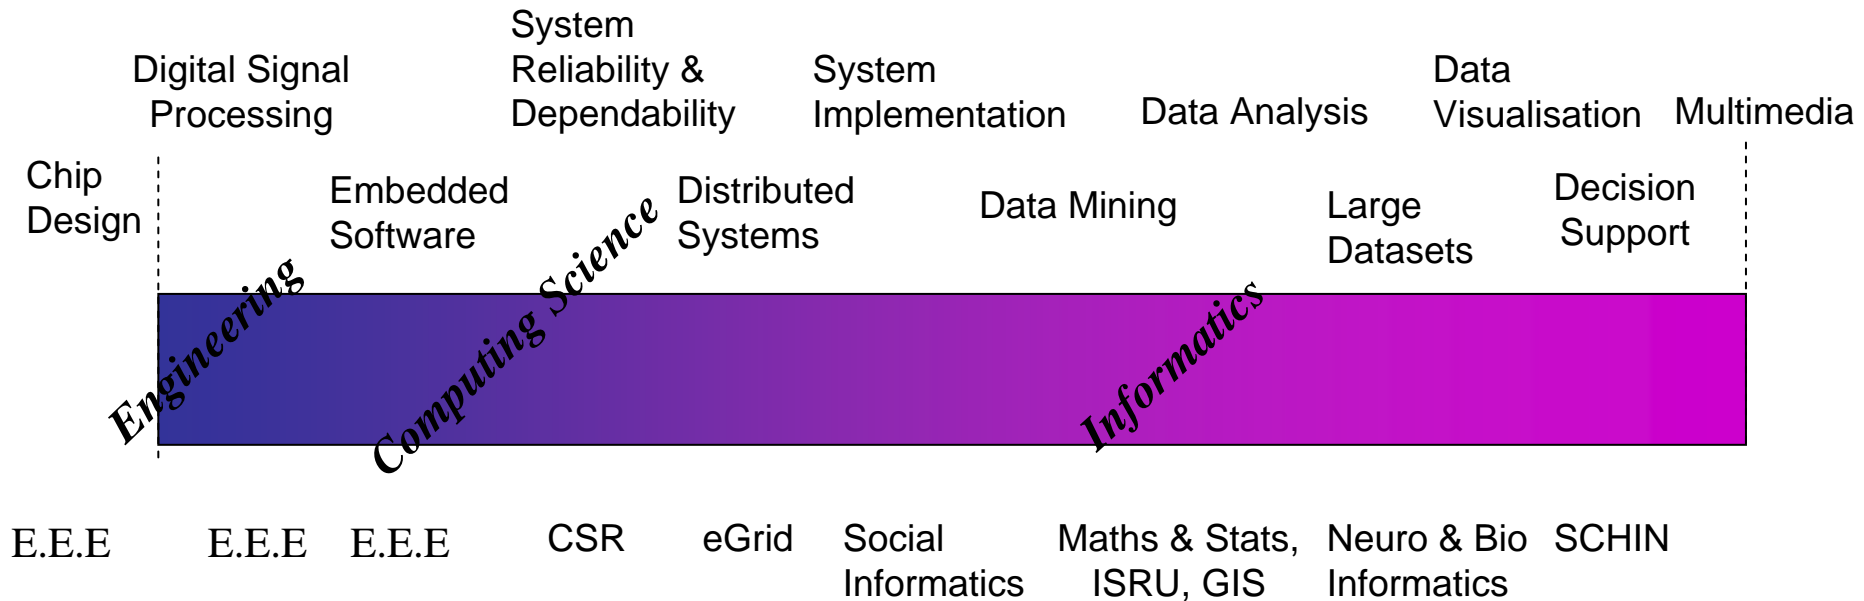 System
Reliability &
Dependability
Digital Signal
Processing
System
Implementation
Data Analysis
Data
Visualisation
Multimedia
Chip
Design
Embedded
Software
Distributed
Systems
Data Mining
Large
Datasets
Decision
Support
Engineering
Computing Science
Informatics
E.E.E
E.E.E
E.E.E
CSR
eGrid
Social
Informatics
Maths & Stats,
ISRU, GIS
Neuro & Bio
Informatics
SCHIN